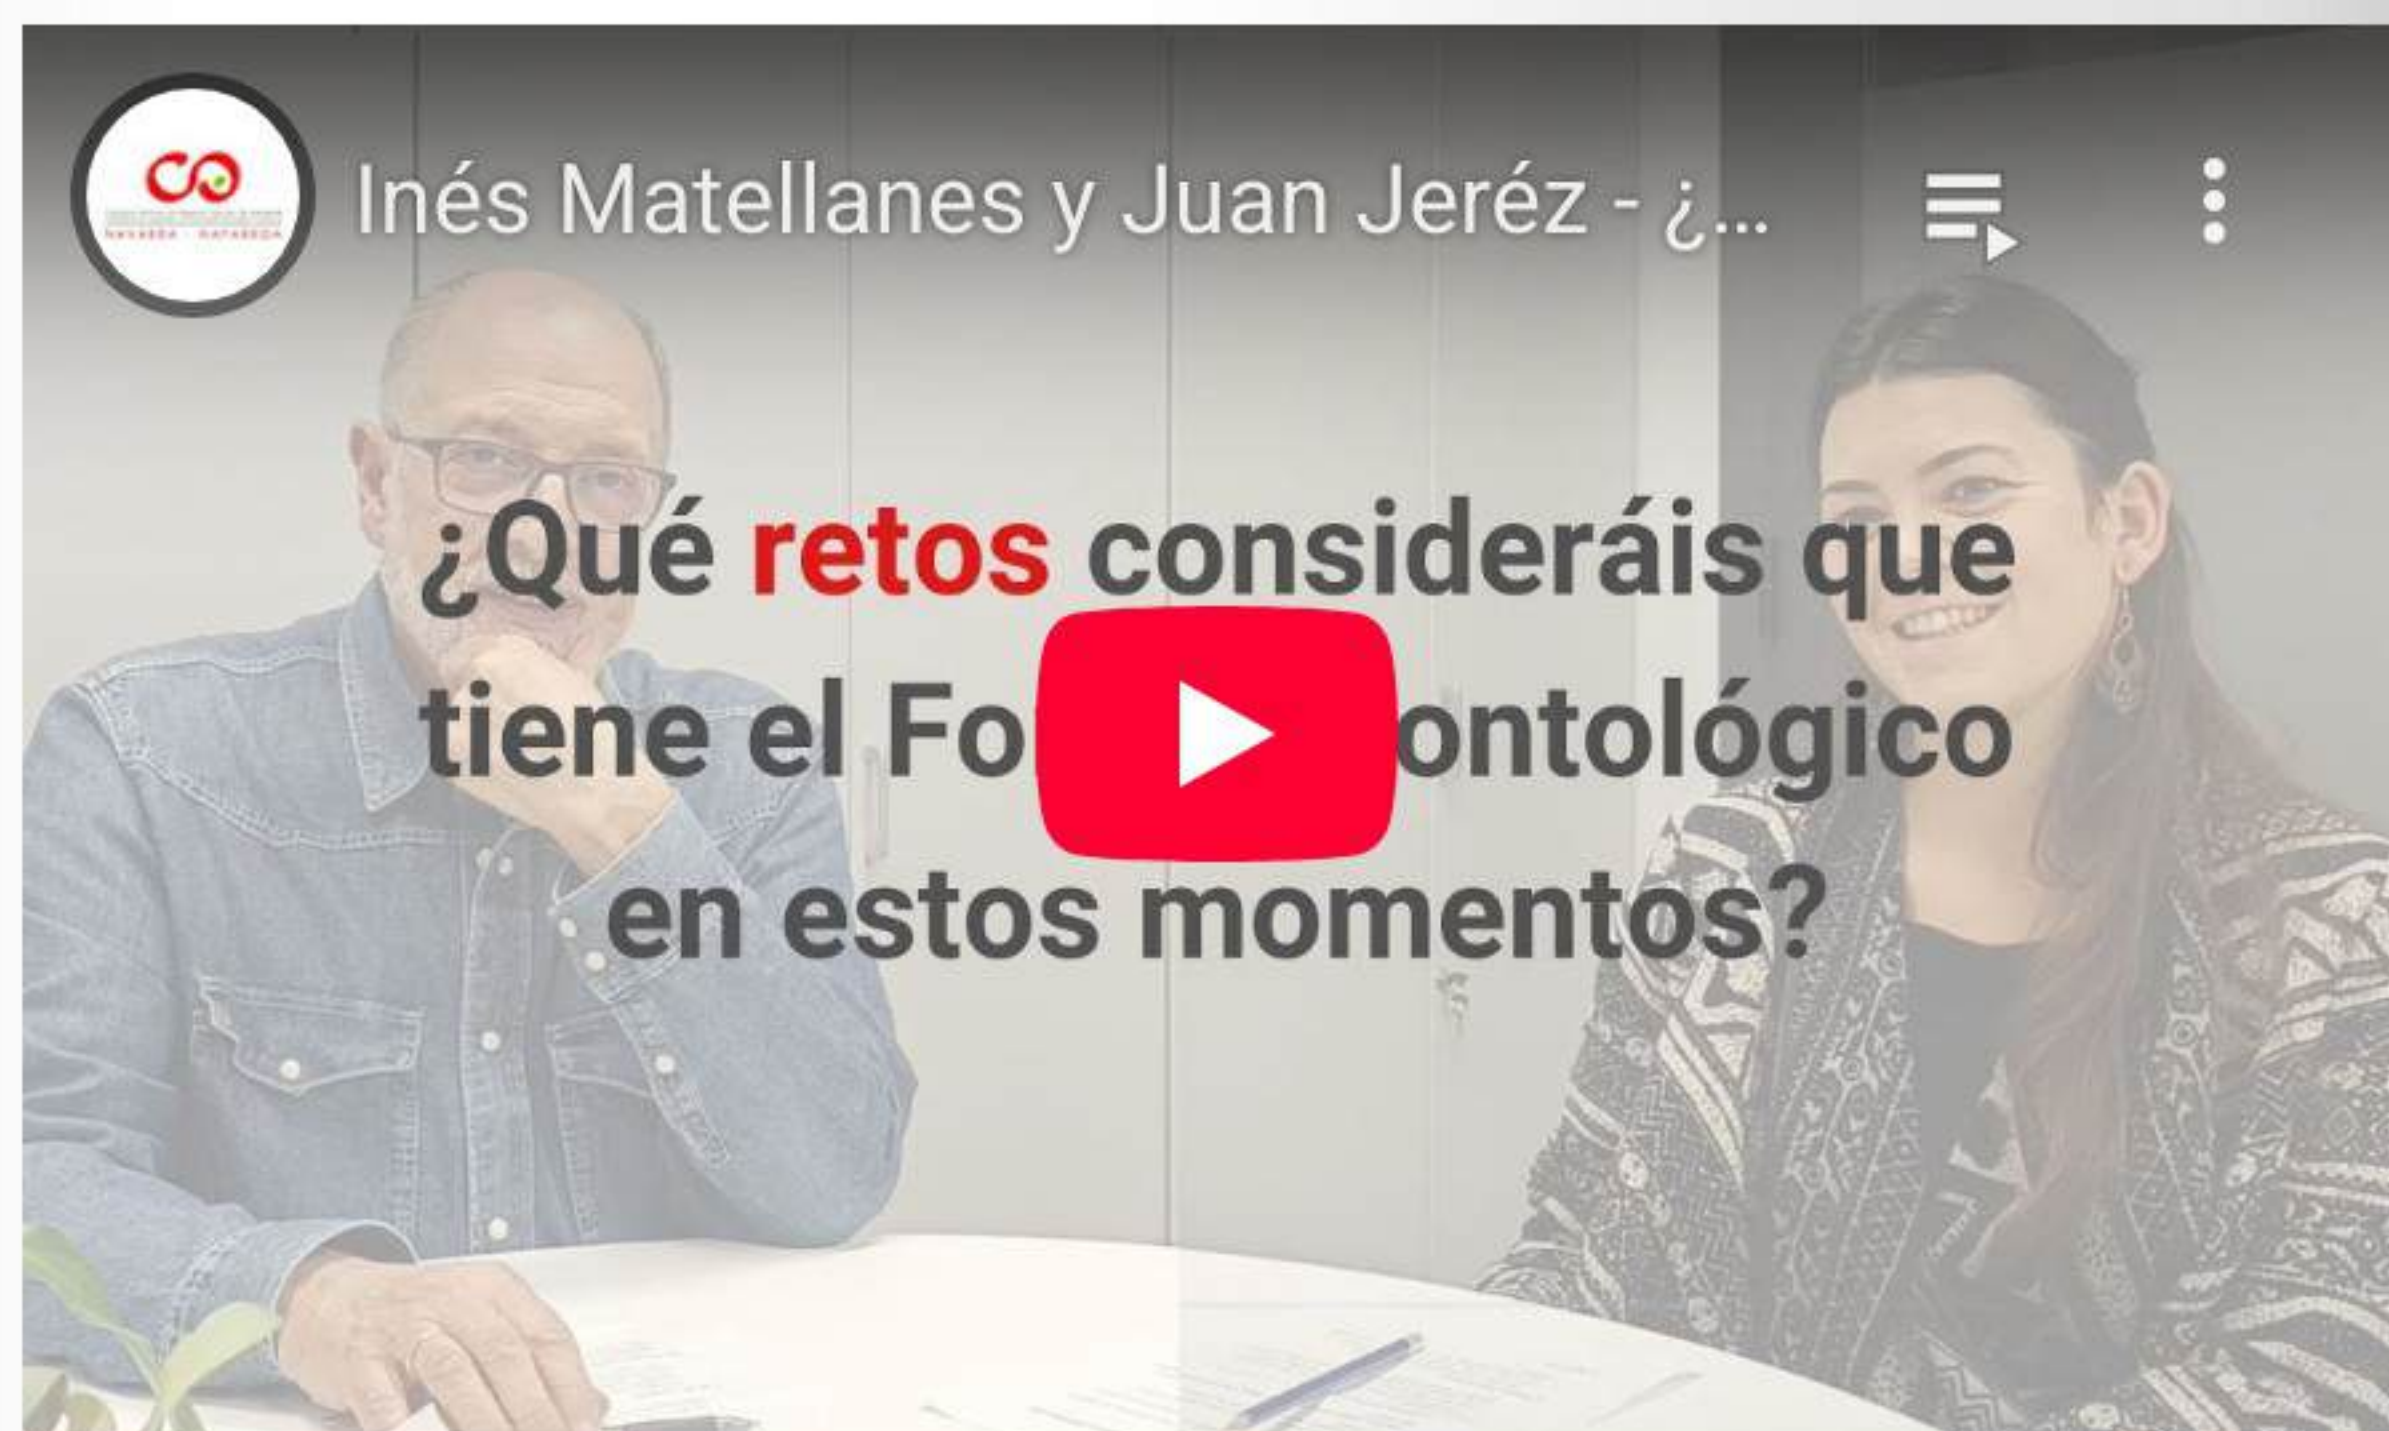 Inés Matellanes y Juan Jeréz - ¿...
¿Qué retos consideráis que
tiene el Fo ontológico
en estos momentos?